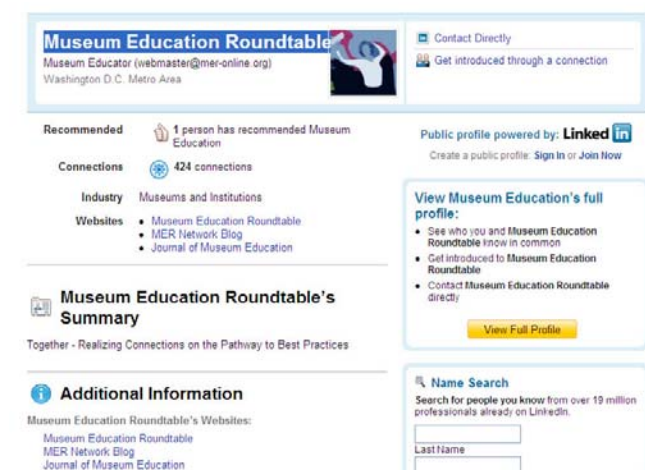 Museum Education Roundtable
Museum Educator (webmaster@mer-online.org)
Washington D.C. Metro Area
Contact Directly
Get introduced through a connection
Recommended
1 person has recommended Museum
Education
Connections
424 connections
Industry
Museums and Institutions
Websites
• Museum Education Roundtable
• MER Network Blog
• Journal of Museum Education
Museum Education Roundtable's
Summary
Together - Realizing Connections on the Pathway to Best Practices
Additional Information
Museum Education Roundtable's Websites:
Museum Education Roundtable
MER Network Blog
Journal of Museum Education
Public profile powered by: Linked in
Create a public profile: Sign In or Join Now
View Museum Education's full
profile:
• See who you and Museum Education
Roundtable know in common
• Get introduced to Museum Education
Roundtable
• Contact Museum Education Roundtable
directly
View Full Profile
Name Search
Search for people you know from over 19 million
professionals already on LinkedIn.
Last Name